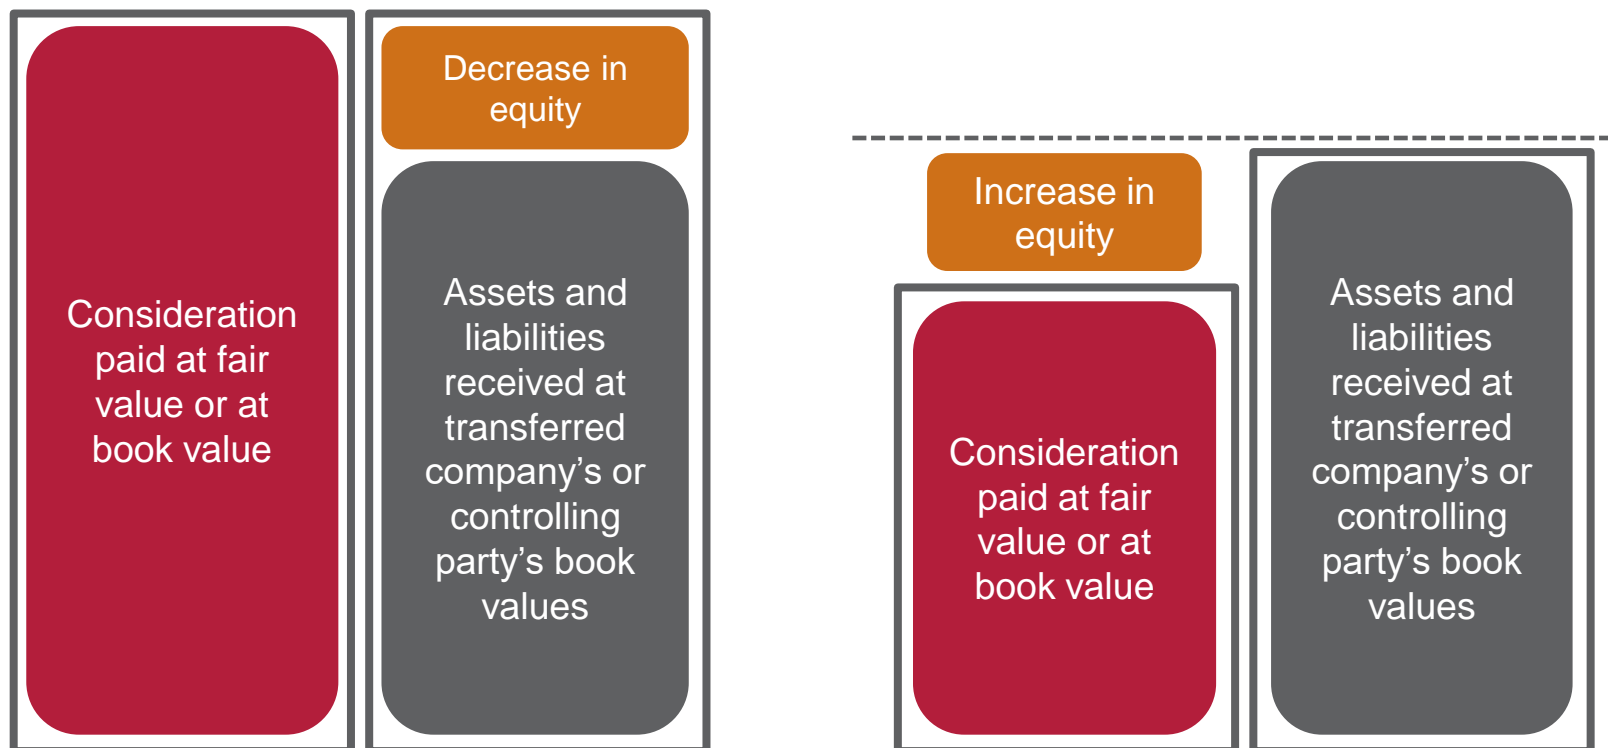 Consideration
paid at fair
value or at
book value
Decrease in
equity
Assets and
liabilities
received at
transferred
company’s or
controlling
party’s book
values
Increase in
equity
Consideration
paid at fair
value or at
book value
Assets and
liabilities
received at
transferred
company’s or
controlling
party’s book
values